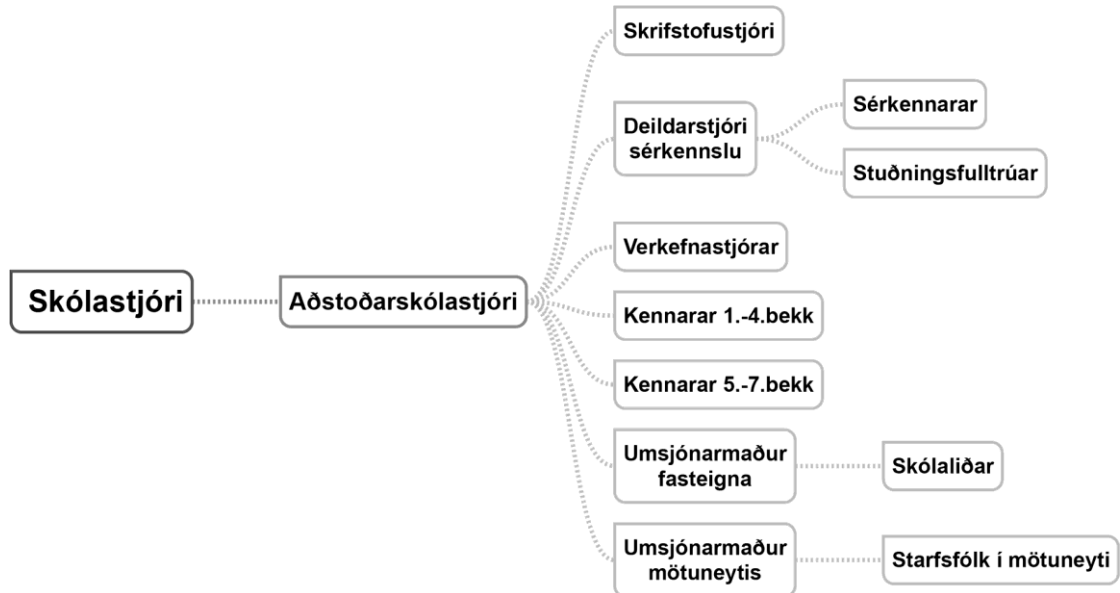 Skólastjóri
Aðstoðarskólastjóri
Skrifstofustjóri
Deildarstjóri
sérkennslu
Sérkennarar
Stuðningsfulltrúar
Verkefnastjórar
Kennarar 1.-4.bekk
Kennarar 5.-7.bekk
Umsjónarmaður
fasteigna
Skólaliðar
Umsjónarmaður
mötuneytis
Starfsfólk í mötuneyti